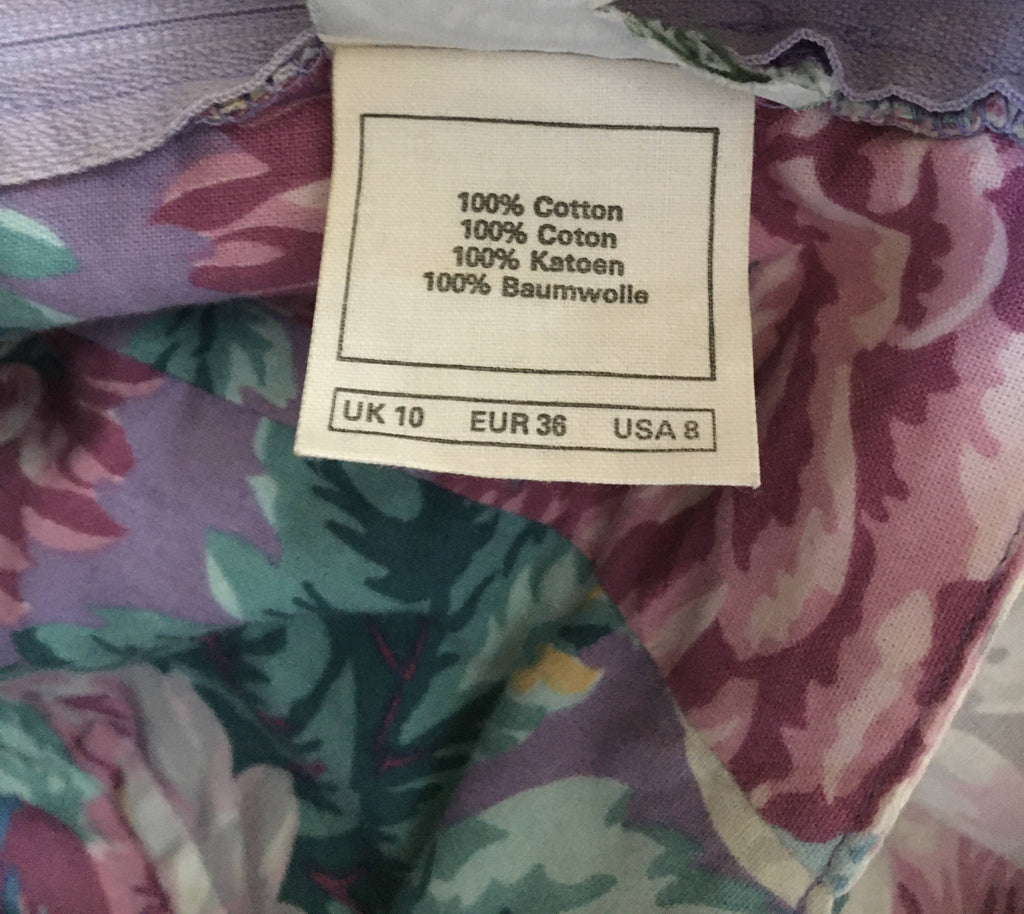 100% Cotton
100% Coton
100% Katoen
100% Baumwolle
UK 10 EUR 36 USA 8